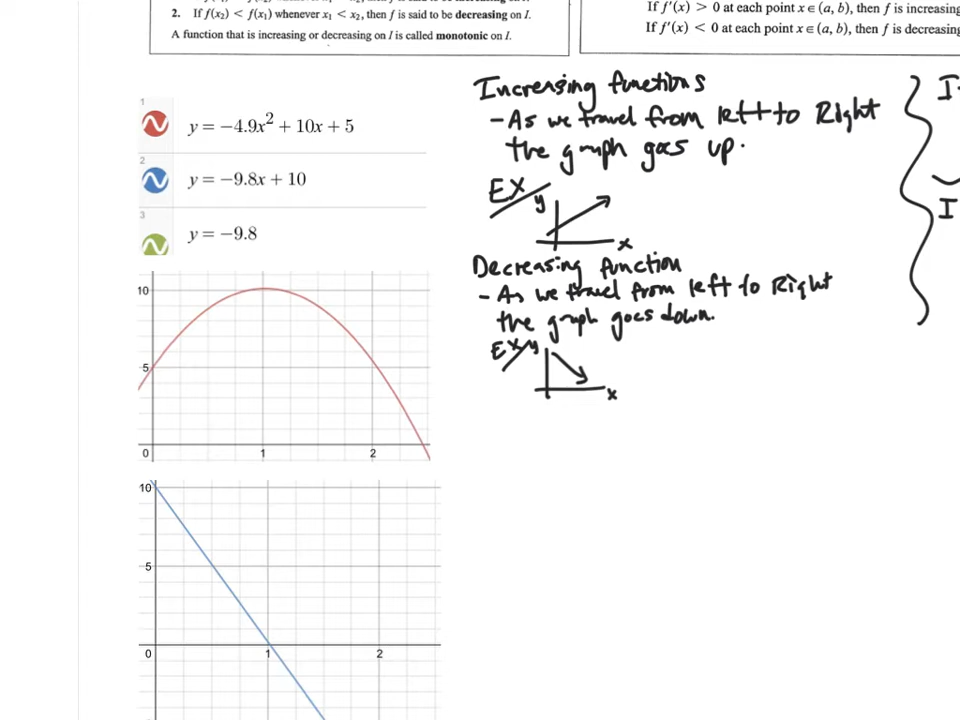 2. If f(x₂) < f(x₁) whenever x₁ < x₂, then f is said to be decreasing on I.
A function that is increasing or decreasing on I is called monotonic on I.
If f′(x) > 0 at each point x ∈ (a, b), then f is increasing
If f′(x) < 0 at each point x ∈ (a, b), then f is decreasing
1
y = −4.9x² + 10x + 5
2
y = −9.8x + 10
3
y = −9.8
10
5
0 1 2
10
5
0 1 2
Increasing functions
- As we travel from left to Right
the graph goes up.
EX
y
x
Decreasing function
- As we travel from left to Right
the graph goes down.
EX
y
x
I
I